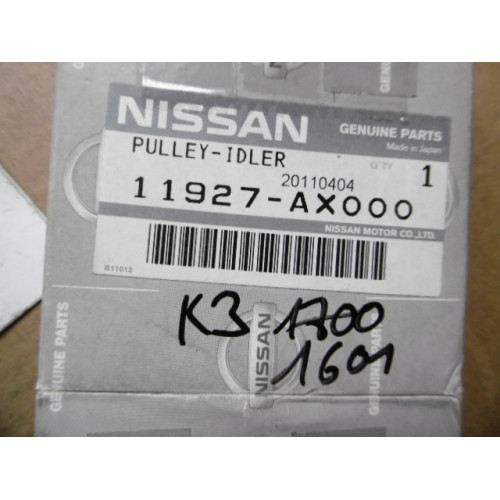 NISSAN
GENUINE PARTS
Made in Japan
PULLEY-IDLER
Q'TY 1
20110404
11927-AX000
NISSAN MOTOR CO.,LTD.
B11012
K3 1700
1601
NISSAN
GENUINE PARTS
GENUINE PARTS